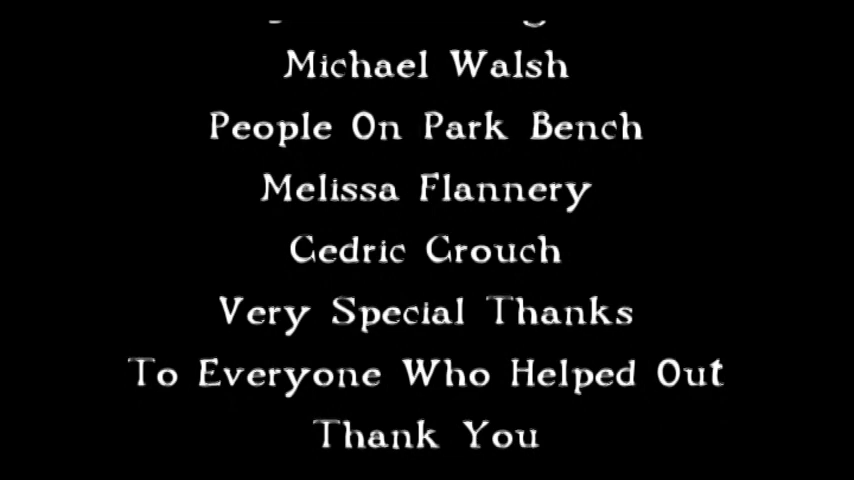 Michael Walsh
People On Park Bench
Melissa Flannery
Cedric Crouch
Very Special Thanks
To Everyone Who Helped Out
Thank You